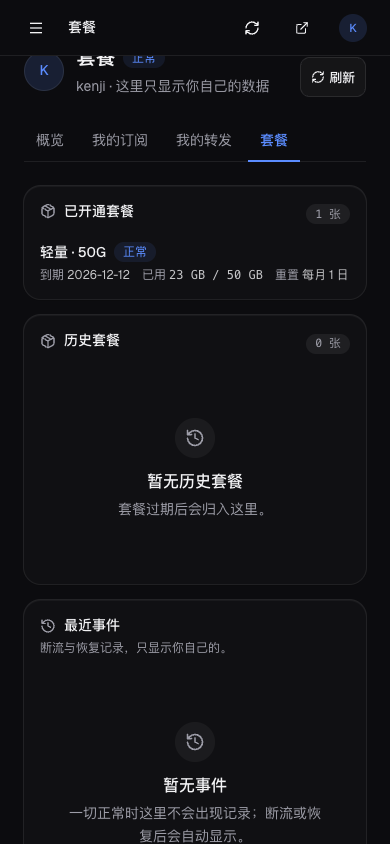 套餐
K
K
套餐 正常
kenji · 这里只显示你自己的数据
刷新
概览 我的订阅 我的转发 套餐
已开通套餐
1 张
轻量 · 50G 正常
到期 2026-12-12 已用 23 GB / 50 GB 重置 每月 1 日
历史套餐
0 张
暂无历史套餐
套餐过期后会归入这里。
最近事件
断流与恢复记录，只显示你自己的。
暂无事件
一切正常时这里不会出现记录；断流或恢
复后会自动显示。